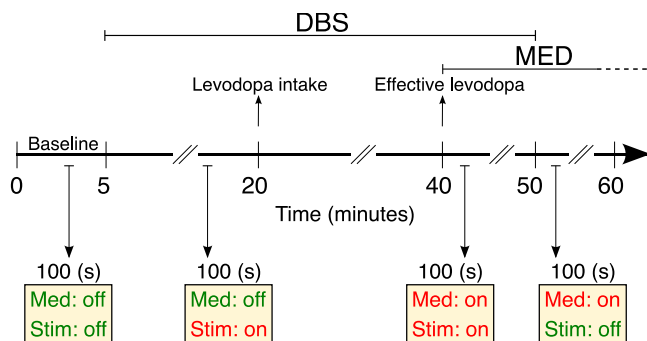 DBS
MED
Levodopa intake
Effective levodopa
Baseline
0
5
20
40
50
60
Time (minutes)
100 (s)
Med: off
Stim: off
100 (s)
Med: off
Stim: on
100 (s)
Med: on
Stim: on
100 (s)
Med: on
Stim: off